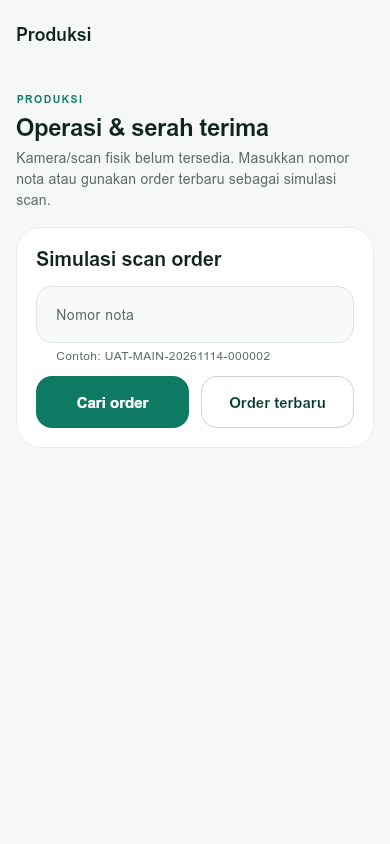 Produksi
PRODUKSI
Operasi & serah terima
Kamera/scan fisik belum tersedia. Masukkan nomor
nota atau gunakan order terbaru sebagai simulasi
scan.
Simulasi scan order
Nomor nota
Contoh: UAT-MAIN-20261114-000002
Cari order
Order terbaru